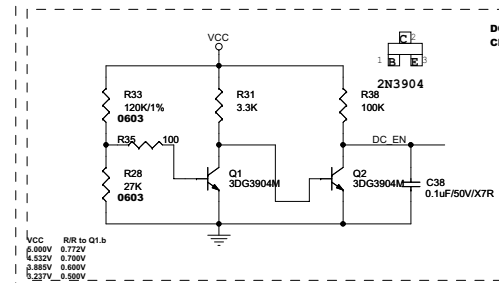 VCC
C 2
1 B E 3
2N3904
R33
120K/1%
0603
R31
3.3K
R38
100K
R35 100
DC_EN
R28
27K
0603
Q1
3DG3904M
Q2
3DG3904M
C38
0.1uF/50V/X7R
VCC R/R to Q1.b
5.000V 0.772V
4.532V 0.700V
3.885V 0.600V
3.237V 0.500V